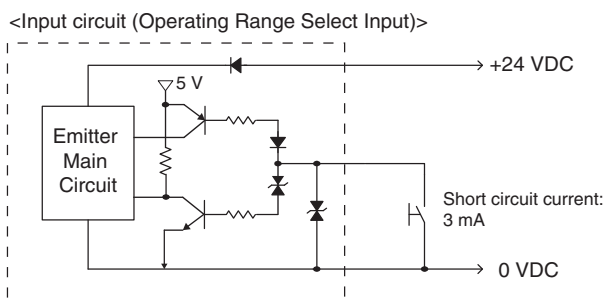 <Input circuit (Operating Range Select Input)>
+24 VDC
5 V
Emitter
Main
Circuit
Short circuit current:
3 mA
0 VDC